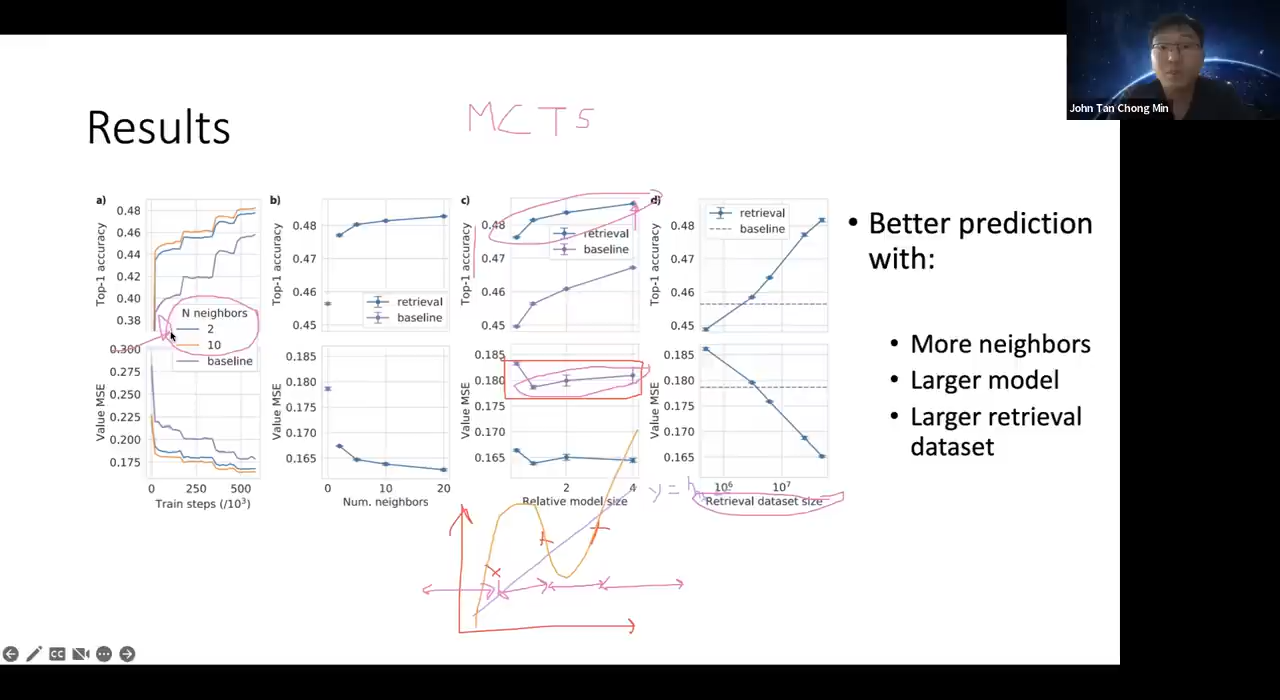 John Tan Chong Min
MCTS
Results
a)
b)
c)
d)
Top-1 accuracy
0.48
0.46
0.44
0.42
0.40
0.38
N neighbors
2
10
baseline
Value MSE
0.300
0.275
0.250
0.225
0.200
0.175
0
250
500
Train steps (/10³)
Top-1 accuracy
0.48
0.47
0.46
0.45
retrieval
baseline
Value MSE
0.185
0.180
0.175
0.170
0.165
0
10
20
Num. neighbors
Top-1 accuracy
0.48
0.47
0.46
0.45
retrieval
baseline
Value MSE
0.185
0.180
0.175
0.170
0.165
2
4
Relative model size
Top-1 accuracy
0.48
0.47
0.46
0.45
retrieval
baseline
Value MSE
0.185
0.180
0.175
0.170
0.165
10⁶
10⁷
Retrieval dataset size
y =
• Better prediction
with:
• More neighbors
• Larger model
• Larger retrieval
dataset
CC